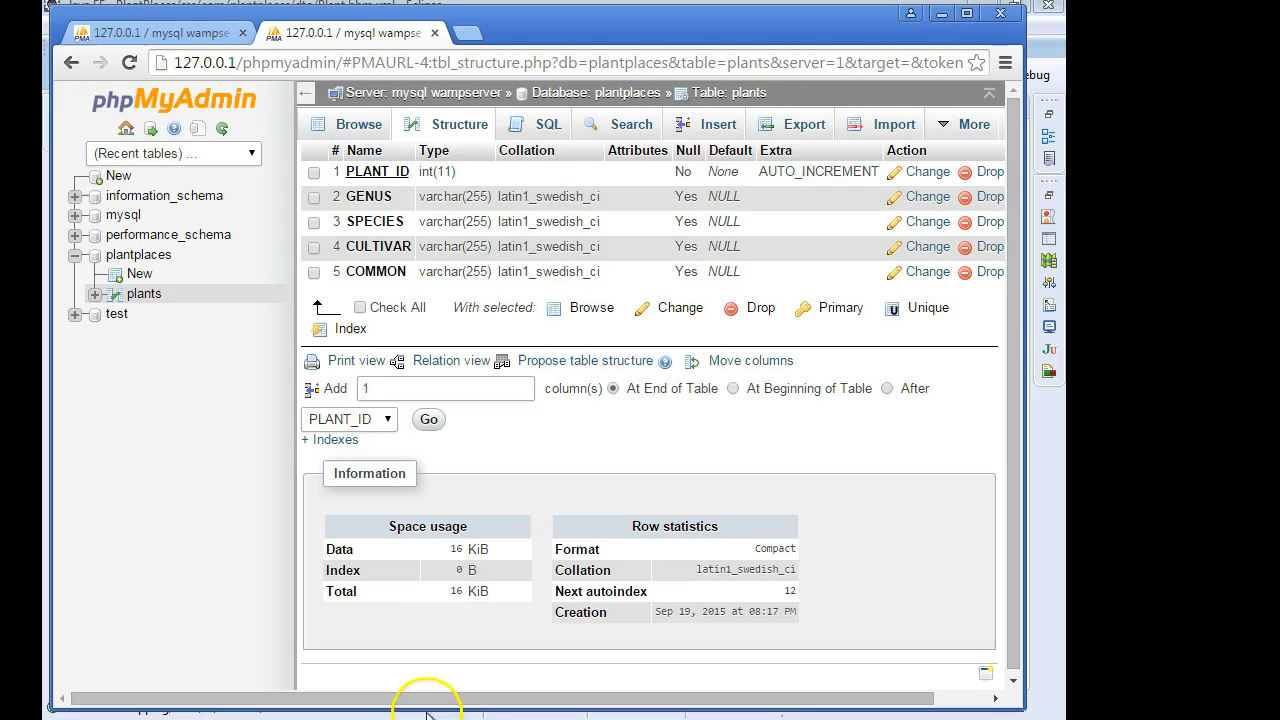 127.0.0.1 / mysql wampse
127.0.0.1 / mysql wampse
127.0.0.1/phpmyadmin/#PMAURL-4:tbl_structure.php?db=plantplaces&table=plants&server=1&target=&token
phpMyAdmin
(Recent tables) ...
New
information_schema
mysql
performance_schema
plantplaces
New
plants
test
Server: mysql wampserver » Database: plantplaces » Table: plants
Browse Structure SQL Search Insert Export Import More
# Name Type Collation Attributes Null Default Extra Action
1 PLANT_ID int(11) No None AUTO_INCREMENT Change Drop
2 GENUS varchar(255) latin1_swedish_ci Yes NULL Change Drop
3 SPECIES varchar(255) latin1_swedish_ci Yes NULL Change Drop
4 CULTIVAR varchar(255) latin1_swedish_ci Yes NULL Change Drop
5 COMMON varchar(255) latin1_swedish_ci Yes NULL Change Drop
Check All With selected: Browse Change Drop Primary Unique
Index
Print view Relation view Propose table structure Move columns
Add 1 column(s) At End of Table At Beginning of Table After
PLANT_ID Go
+ Indexes
Information
Space usage
Data 16 KiB
Index 0 B
Total 16 KiB
Row statistics
Format Compact
Collation latin1_swedish_ci
Next autoindex 12
Creation Sep 19, 2015 at 08:17 PM